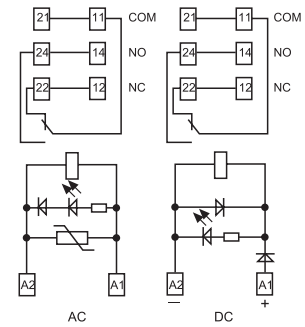 21 11 COM 21 11 COM
24 14 NO 24 14 NO
22 12 NC 22 12 NC
A2 A1 A2 A1
— +
AC DC